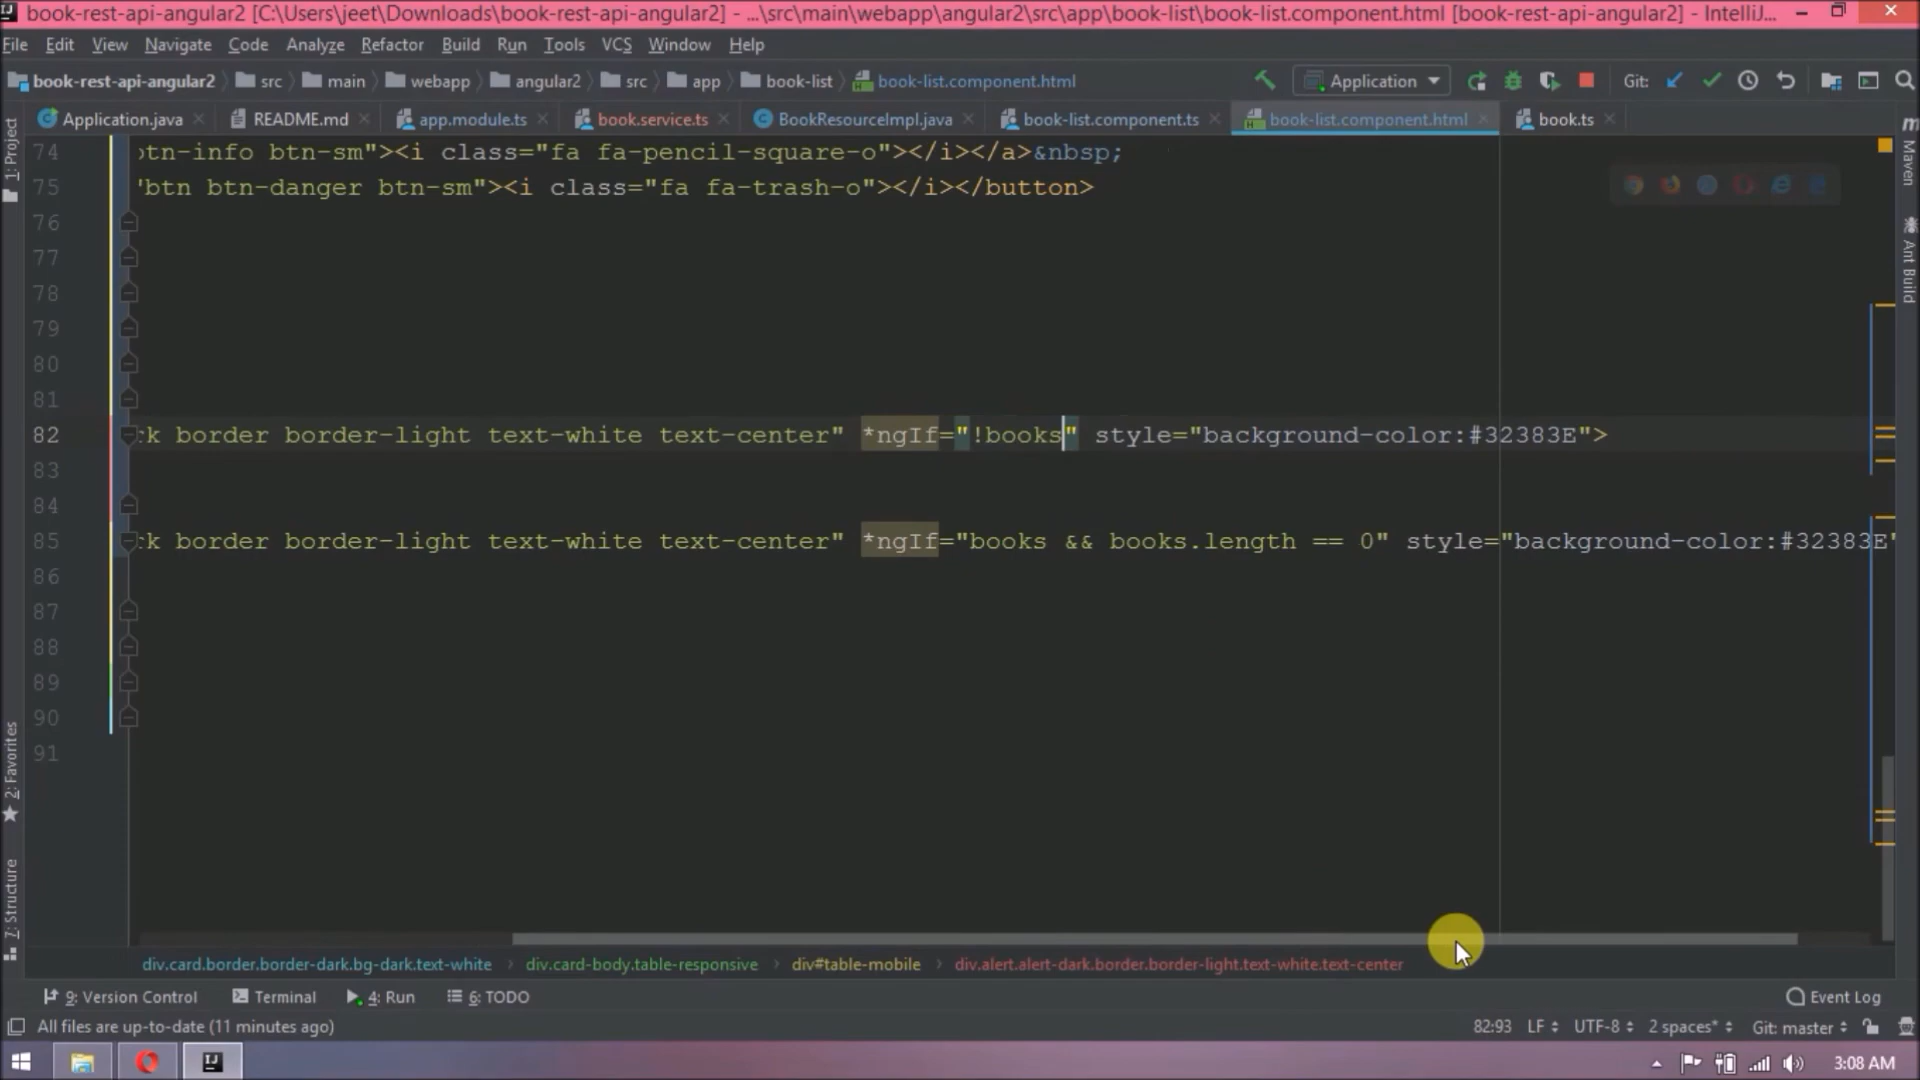 book-rest-api-angular2 [C:\Users\jeet\Downloads\book-rest-api-angular2] - ...\src\main\webapp\angular2\src\app\book-list\book-list.component.html [book-rest-api-angular2] - IntelliJ...
File Edit View Navigate Code Analyze Refactor Build Run Tools VCS Window Help
book-rest-api-angular2 src main webapp angular2 src app book-list book-list.component.html Application Git:
Application.java README.md app.module.ts book.service.ts BookResourceImpl.java book-list.component.ts book-list.component.html book.ts
1: Project
Maven
Ant Build
2: Favorites
7: Structure
74 btn-info btn-sm"><i class="fa fa-pencil-square-o"></i></a>&nbsp;
75 "btn btn-danger btn-sm"><i class="fa fa-trash-o"></i></button>
76
77
78
79
80
81
82 rk border border-light text-white text-center" *ngIf="!books" style="background-color:#32383E">
83
84
85 rk border border-light text-white text-center" *ngIf="books && books.length == 0" style="background-color:#32383E"
86
87
88
89
90
91
div.card.border.border-dark.bg-dark.text-white div.card-body.table-responsive div#table-mobile div.alert.alert-dark.border.border-light.text-white.text-center
9: Version Control Terminal 4: Run 6: TODO Event Log
All files are up-to-date (11 minutes ago) 82:93 LF UTF-8 2 spaces* Git: master
3:08 AM